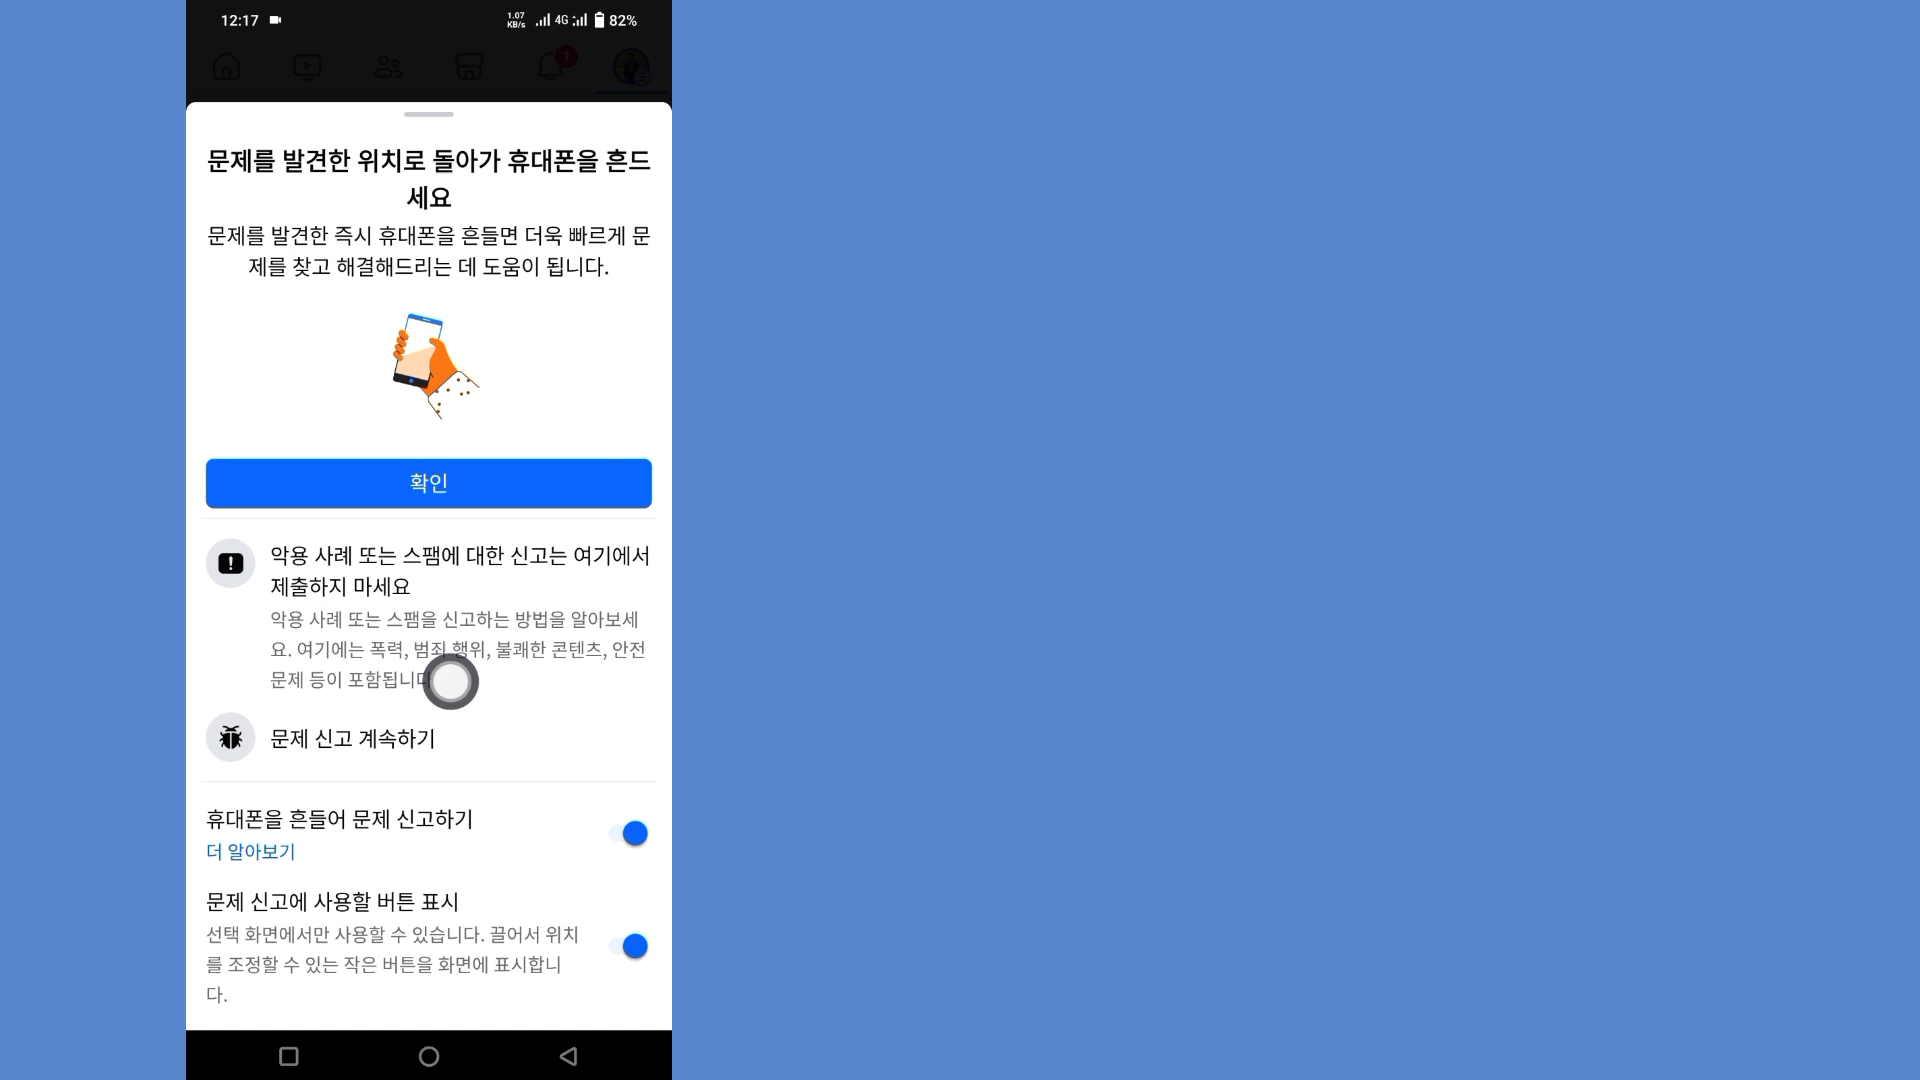 12:17
1.07 KB/s 4G 82%
1
문제를 발견한 위치로 돌아가 휴대폰을 흔드
세요
문제를 발견한 즉시 휴대폰을 흔들면 더욱 빠르게 문
제를 찾고 해결해드리는 데 도움이 됩니다.
확인
악용 사례 또는 스팸에 대한 신고는 여기에서
제출하지 마세요
악용 사례 또는 스팸을 신고하는 방법을 알아보세
요. 여기에는 폭력, 범죄 행위, 불쾌한 콘텐츠, 안전
문제 등이 포함됩니다
문제 신고 계속하기
휴대폰을 흔들어 문제 신고하기
더 알아보기
문제 신고에 사용할 버튼 표시
선택 화면에서만 사용할 수 있습니다. 끌어서 위치
를 조정할 수 있는 작은 버튼을 화면에 표시합니
다.